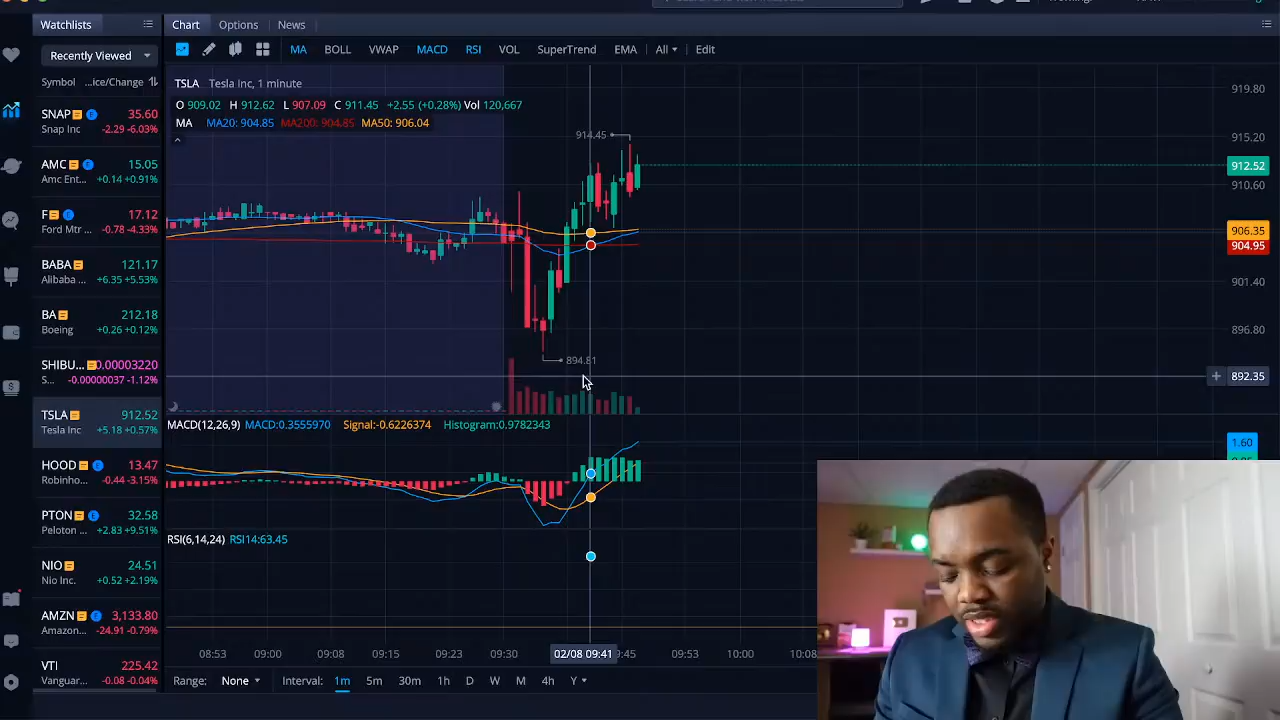 Watchlists
Chart Options News
Recently Viewed
MA BOLL VWAP MACD RSI VOL SuperTrend EMA All Edit
Symbol ...ice/Change
TSLA Tesla Inc, 1 minute
O 909.02 H 912.62 L 907.09 C 911.45 +2.55 (+0.28%) Vol 120,667
MA MA20: 904.85 MA200: 904.85 MA50: 906.04
SNAP 35.60
Snap Inc -2.29 -6.03%
AMC 15.05
Amc Ent... +0.14 +0.91%
F 17.12
Ford Mtr ... -0.78 -4.33%
BABA 121.17
Alibaba ... +6.35 +5.53%
BA 212.18
Boeing +0.26 +0.12%
SHIBU... 0.00003220
S... -0.00000037 -1.12%
TSLA 912.52
Tesla Inc +5.18 +0.57%
HOOD 13.47
Robinho... -0.44 -3.15%
PTON 32.58
Peloton ... +2.83 +9.51%
NIO 24.51
Nio Inc. +0.52 +2.19%
AMZN 3,133.80
Amazon... -24.91 -0.79%
VTI 225.42
Vanguar... -0.08 -0.04%
914.45
894.81
919.80
915.20
912.52
910.60
906.35
904.95
901.40
896.80
892.35
MACD(12,26,9) MACD:0.3555970 Signal:-0.6226374 Histogram:0.9782343
1.60
RSI(6,14,24) RSI14:63.45
08:53 09:00 09:08 09:15 09:23 09:30 02/08 09:41 9:45 09:53 10:00 10:08
Range: None Interval: 1m 5m 30m 1h D W M 4h Y